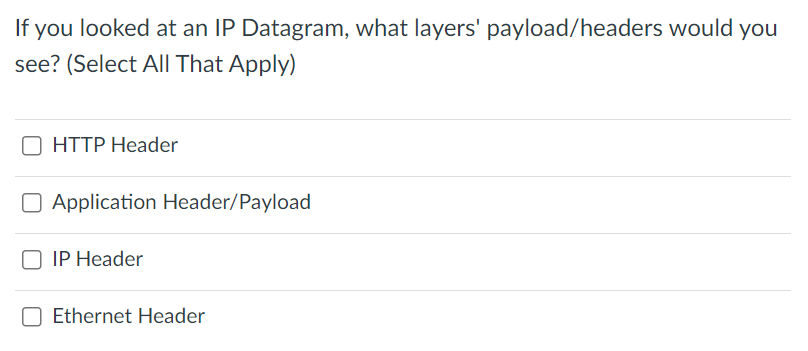 If you looked at an IP Datagram, what layers' payload/headers would you
see? (Select All That Apply)
HTTP Header
Application Header/Payload
IP Header
Ethernet Header